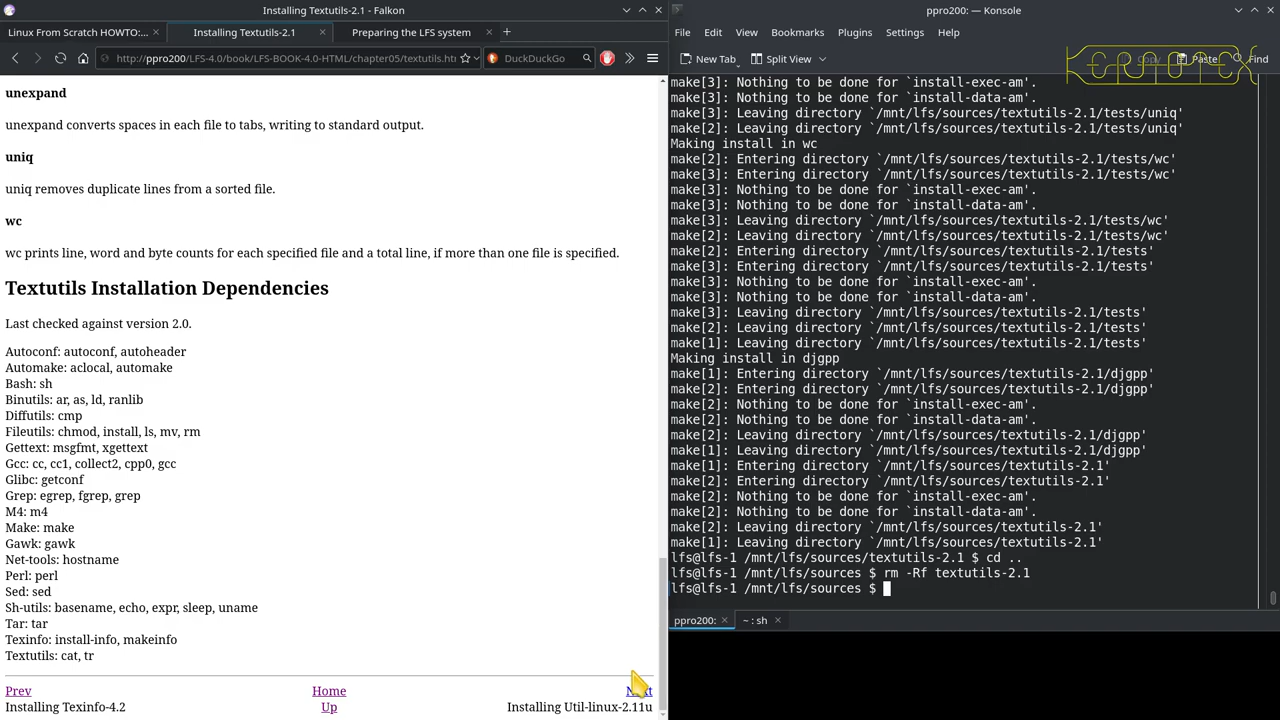 Installing Textutils-2.1 - Falkon
Linux From Scratch HOWTO:...
Installing Textutils-2.1
Preparing the LFS system
http://ppro200/LFS-4.0/book/LFS-BOOK-4.0-HTML/chapter05/textutils.htm
DuckDuckGo
unexpand
unexpand converts spaces in each file to tabs, writing to standard output.
uniq
uniq removes duplicate lines from a sorted file.
wc
wc prints line, word and byte counts for each specified file and a total line, if more than one file is specified.
Textutils Installation Dependencies
Last checked against version 2.0.
Autoconf: autoconf, autoheader
Automake: aclocal, automake
Bash: sh
Binutils: ar, as, ld, ranlib
Diffutils: cmp
Fileutils: chmod, install, ls, mv, rm
Gettext: msgfmt, xgettext
Gcc: cc, cc1, collect2, cpp0, gcc
Glibc: getconf
Grep: egrep, fgrep, grep
M4: m4
Make: make
Gawk: gawk
Net-tools: hostname
Perl: perl
Sed: sed
Sh-utils: basename, echo, expr, sleep, uname
Tar: tar
Texinfo: install-info, makeinfo
Textutils: cat, tr
Prev Home Next
Installing Texinfo-4.2 Up Installing Util-linux-2.11u
ppro200: — Konsole
File Edit View Bookmarks Plugins Settings Help
New Tab Split View Copy Paste Find
make[3]: Nothing to be done for `install-exec-am'.
make[3]: Nothing to be done for `install-data-am'.
make[3]: Leaving directory `/mnt/lfs/sources/textutils-2.1/tests/uniq'
make[2]: Leaving directory `/mnt/lfs/sources/textutils-2.1/tests/uniq'
Making install in wc
make[2]: Entering directory `/mnt/lfs/sources/textutils-2.1/tests/wc'
make[3]: Entering directory `/mnt/lfs/sources/textutils-2.1/tests/wc'
make[3]: Nothing to be done for `install-exec-am'.
make[3]: Nothing to be done for `install-data-am'.
make[3]: Leaving directory `/mnt/lfs/sources/textutils-2.1/tests/wc'
make[2]: Leaving directory `/mnt/lfs/sources/textutils-2.1/tests/wc'
make[2]: Entering directory `/mnt/lfs/sources/textutils-2.1/tests'
make[3]: Entering directory `/mnt/lfs/sources/textutils-2.1/tests'
make[3]: Nothing to be done for `install-exec-am'.
make[3]: Nothing to be done for `install-data-am'.
make[3]: Leaving directory `/mnt/lfs/sources/textutils-2.1/tests'
make[2]: Leaving directory `/mnt/lfs/sources/textutils-2.1/tests'
make[1]: Leaving directory `/mnt/lfs/sources/textutils-2.1/tests'
Making install in djgpp
make[1]: Entering directory `/mnt/lfs/sources/textutils-2.1/djgpp'
make[2]: Entering directory `/mnt/lfs/sources/textutils-2.1/djgpp'
make[2]: Nothing to be done for `install-exec-am'.
make[2]: Nothing to be done for `install-data-am'.
make[2]: Leaving directory `/mnt/lfs/sources/textutils-2.1/djgpp'
make[1]: Leaving directory `/mnt/lfs/sources/textutils-2.1/djgpp'
make[1]: Entering directory `/mnt/lfs/sources/textutils-2.1'
make[2]: Entering directory `/mnt/lfs/sources/textutils-2.1'
make[2]: Nothing to be done for `install-exec-am'.
make[2]: Nothing to be done for `install-data-am'.
make[2]: Leaving directory `/mnt/lfs/sources/textutils-2.1'
make[1]: Leaving directory `/mnt/lfs/sources/textutils-2.1'
lfs@lfs-1 /mnt/lfs/sources/textutils-2.1 $ cd ..
lfs@lfs-1 /mnt/lfs/sources $ rm -Rf textutils-2.1
lfs@lfs-1 /mnt/lfs/sources $
ppro200: ~ : sh